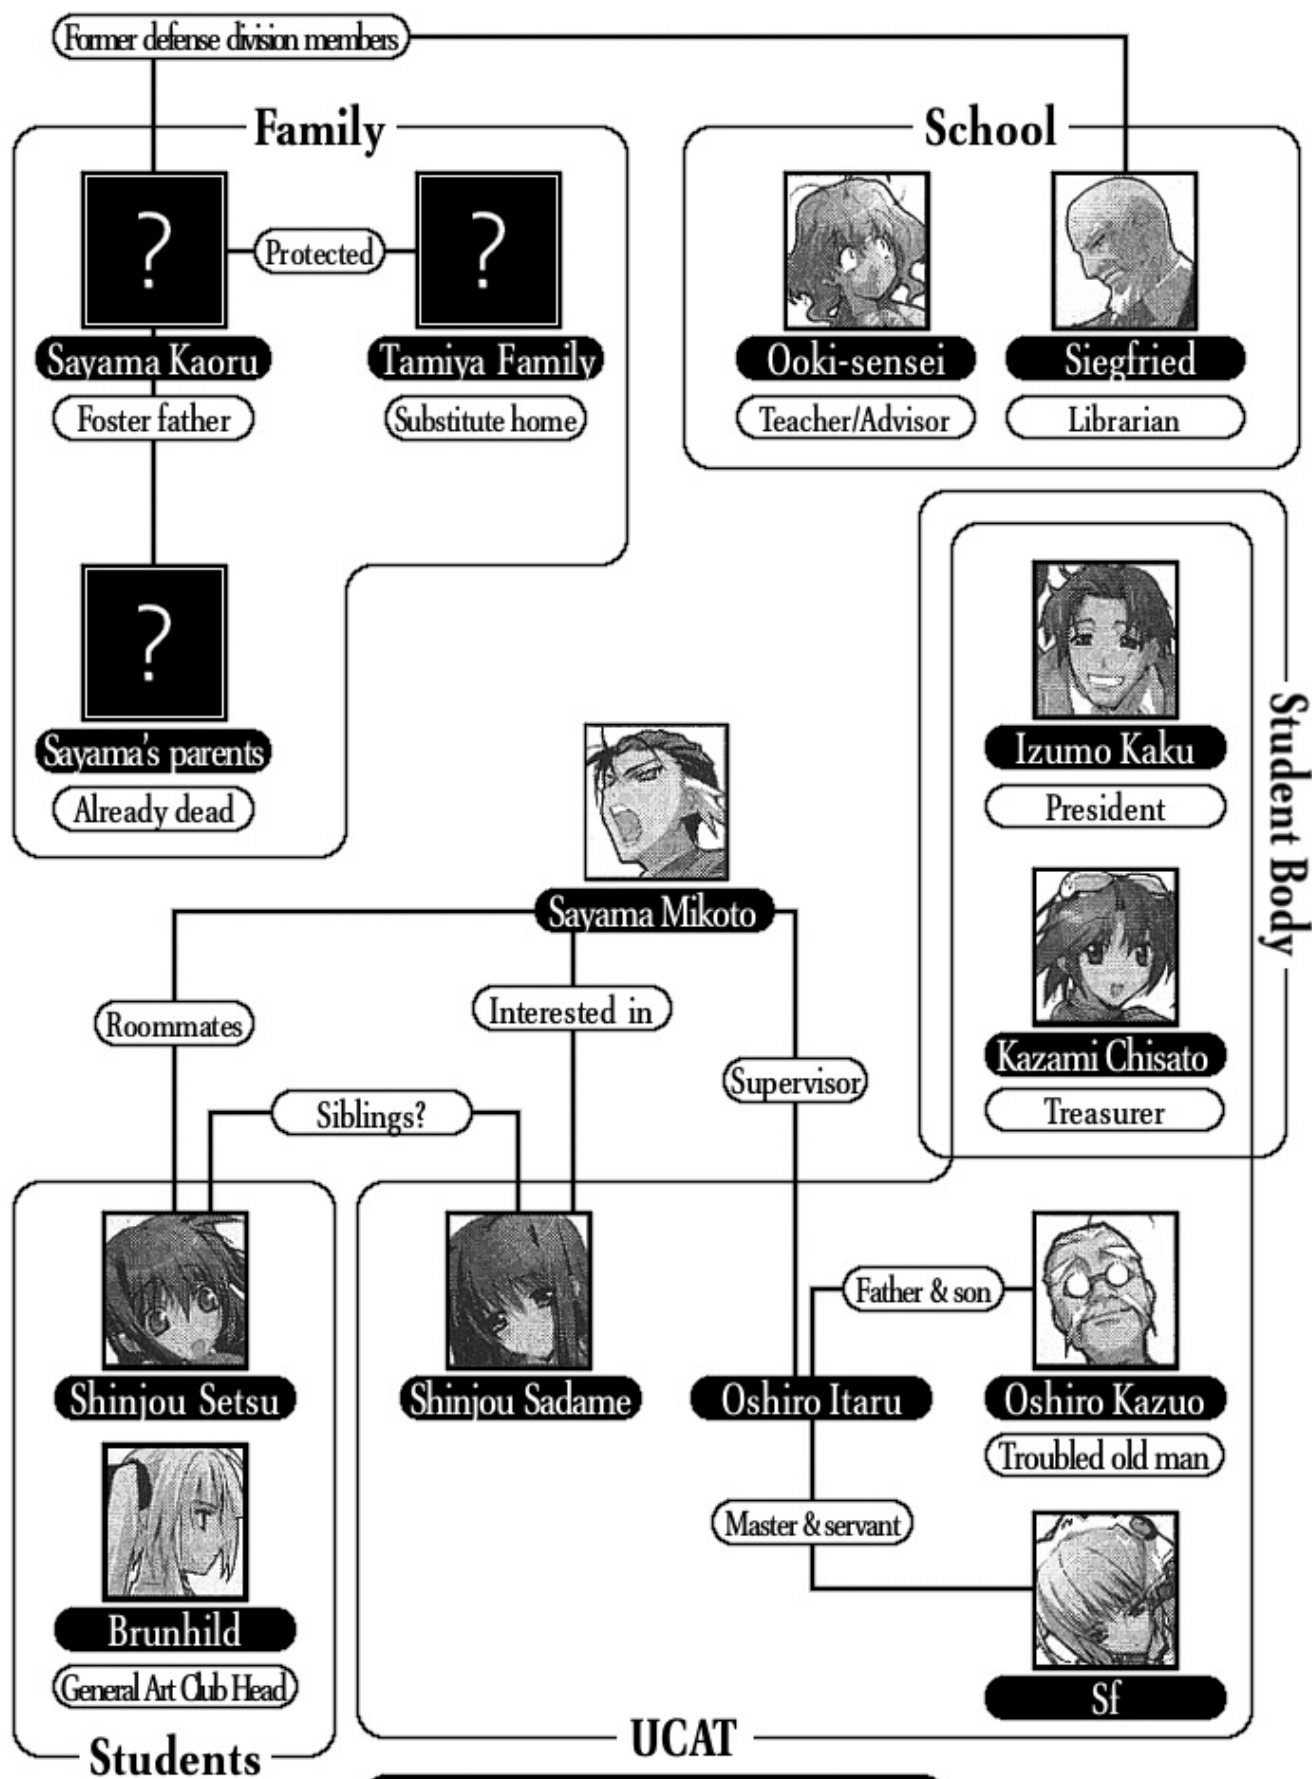 Former defense division members
Family
School
?
Protected
?
Sayama Kaoru
Tamiya Family
Ooki-sensei
Siegfried
Foster father
Substitute home
Teacher/Advisor
Librarian
?
Sayama's parents
Already dead
Student Body
Izumo Kaku
President
Kazami Chisato
Treasurer
Sayama Mikoto
Roommates
Interested in
Supervisor
Siblings?
Father & son
Shinjou Setsu
Shinjou Sadame
Oshiro Itaru
Oshiro Kazuo
Troubled old man
Master & servant
Brunhild
General Art Club Head
Sf
Students
UCAT